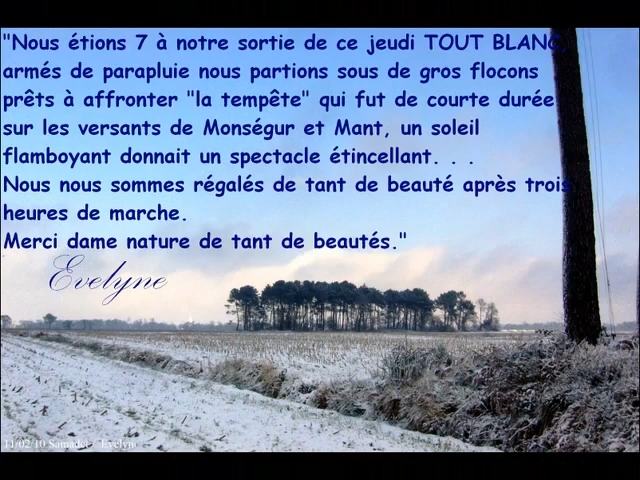 "Nous étions 7 à notre sortie de ce jeudi TOUT BLANC,
armés de parapluie nous partions sous de gros flocons
prêts à affronter "la tempête" qui fut de courte durée
sur les versants de Monségur et Mant, un soleil
flamboyant donnait un spectacle étincellant. . .
Nous nous sommes régalés de tant de beauté après trois
heures de marche.
Merci dame nature de tant de beautés."
Evelyne
11/02/10 Samadet / Evelyne